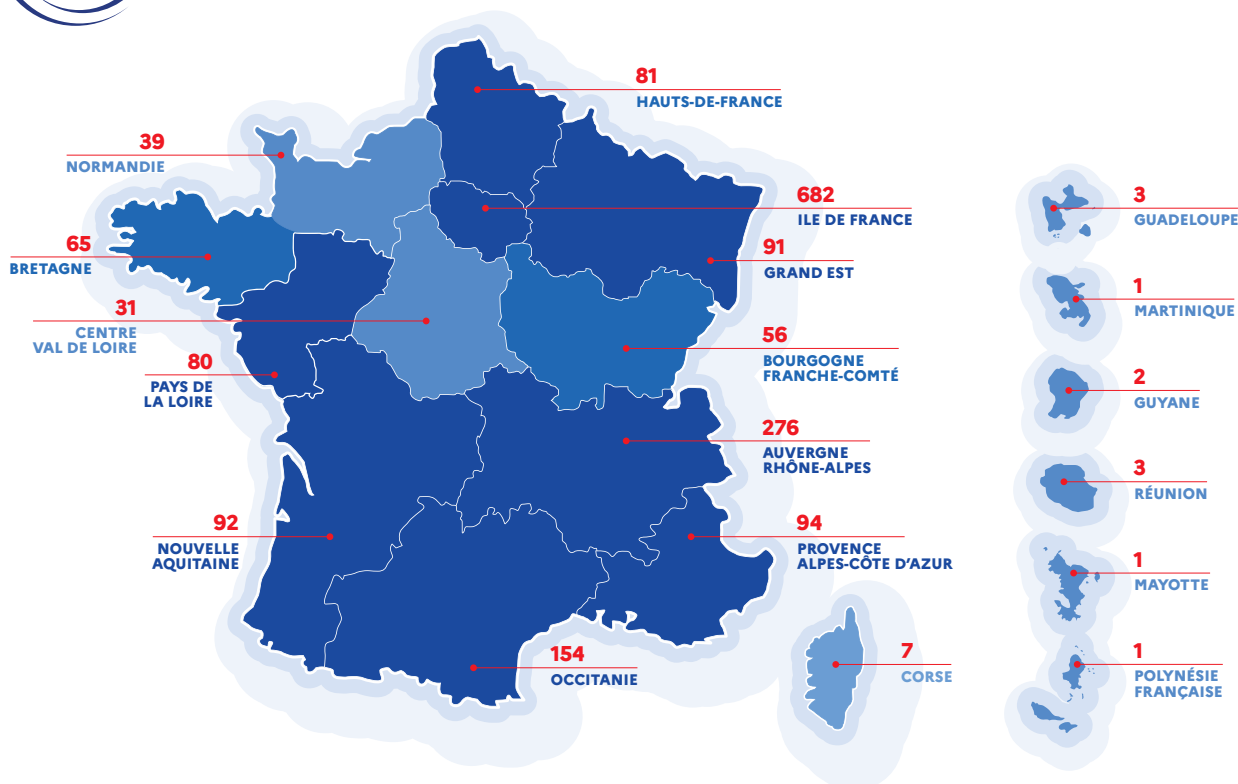 81
HAUTS-DE-FRANCE
39
NORMANDIE
682
ILE DE FRANCE
65
BRETAGNE
91
GRAND EST
31
CENTRE
VAL DE LOIRE
56
BOURGOGNE
FRANCHE-COMTÉ
80
PAYS DE
LA LOIRE
276
AUVERGNE
RHÔNE-ALPES
92
NOUVELLE
AQUITAINE
94
PROVENCE
ALPES-CÔTE D'AZUR
154
OCCITANIE
7
CORSE
3
GUADELOUPE
1
MARTINIQUE
2
GUYANE
3
RÉUNION
1
MAYOTTE
1
POLYNÉSIE
FRANÇAISE